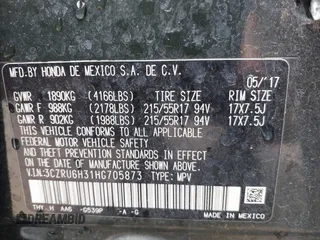 MFD.BY HONDA DE MEXICO S.A. DE C.V.
05/'17
GVWR 1890KG (4166LBS) TIRE SIZE RIM SIZE
GAWR F 988KG (2178LBS) 215/55R17 94V 17X7.5J
GAWR R 902KG (1988LBS) 215/55R17 94V 17X7.5J
THIS VEHICLE CONFORMS TO ALL APPLICABLE
FEDERAL MOTOR VEHICLE SAFETY AND THEFT
PREVENTION STANDARDS IN EFFECT ON THE DATE
OF MANUFACTURE SHOWN ABOVE.
V.I.N:3CZRU6H31HG705873 TYPE: MPV
DREAMBID